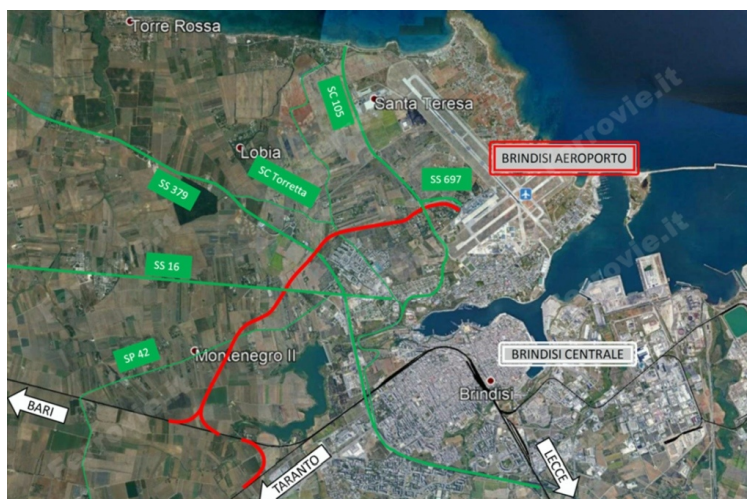 Torre Rossa
Santa Teresa
SC 105
BRINDISI AEROPORTO
Lobia
SC Torretta
SS 697
SS 379
SS 16
SP 42
Montenegro II
BRINDISI CENTRALE
Brindisi
BARI
TARANTO
LECCE